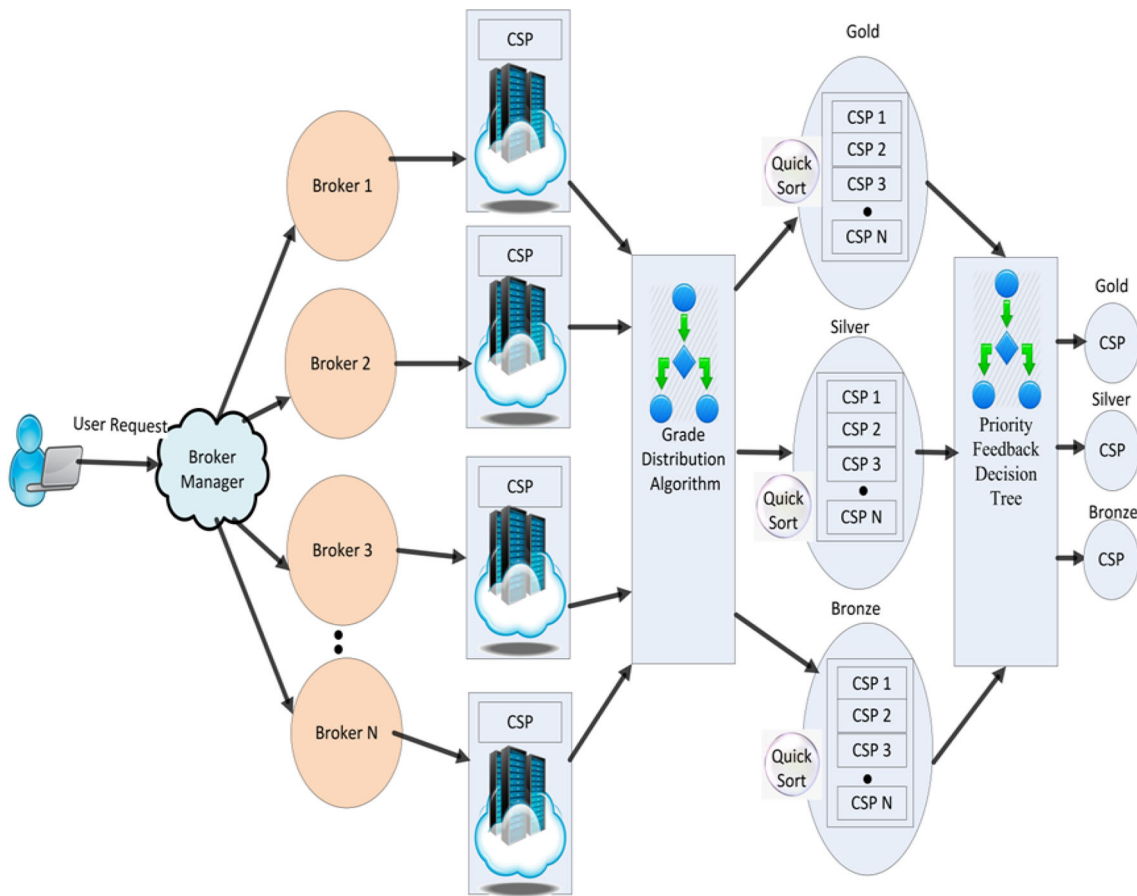 User Request
Broker
Manager
Broker 1
Broker 2
Broker 3
Broker N
CSP
CSP
CSP
CSP
Grade
Distribution
Algorithm
Gold
Quick
Sort
CSP 1
CSP 2
CSP 3
CSP N
Silver
Quick
Sort
CSP 1
CSP 2
CSP 3
CSP N
Bronze
Quick
Sort
CSP 1
CSP 2
CSP 3
CSP N
Priority
Feedback
Decision
Tree
Gold
CSP
Silver
CSP
Bronze
CSP